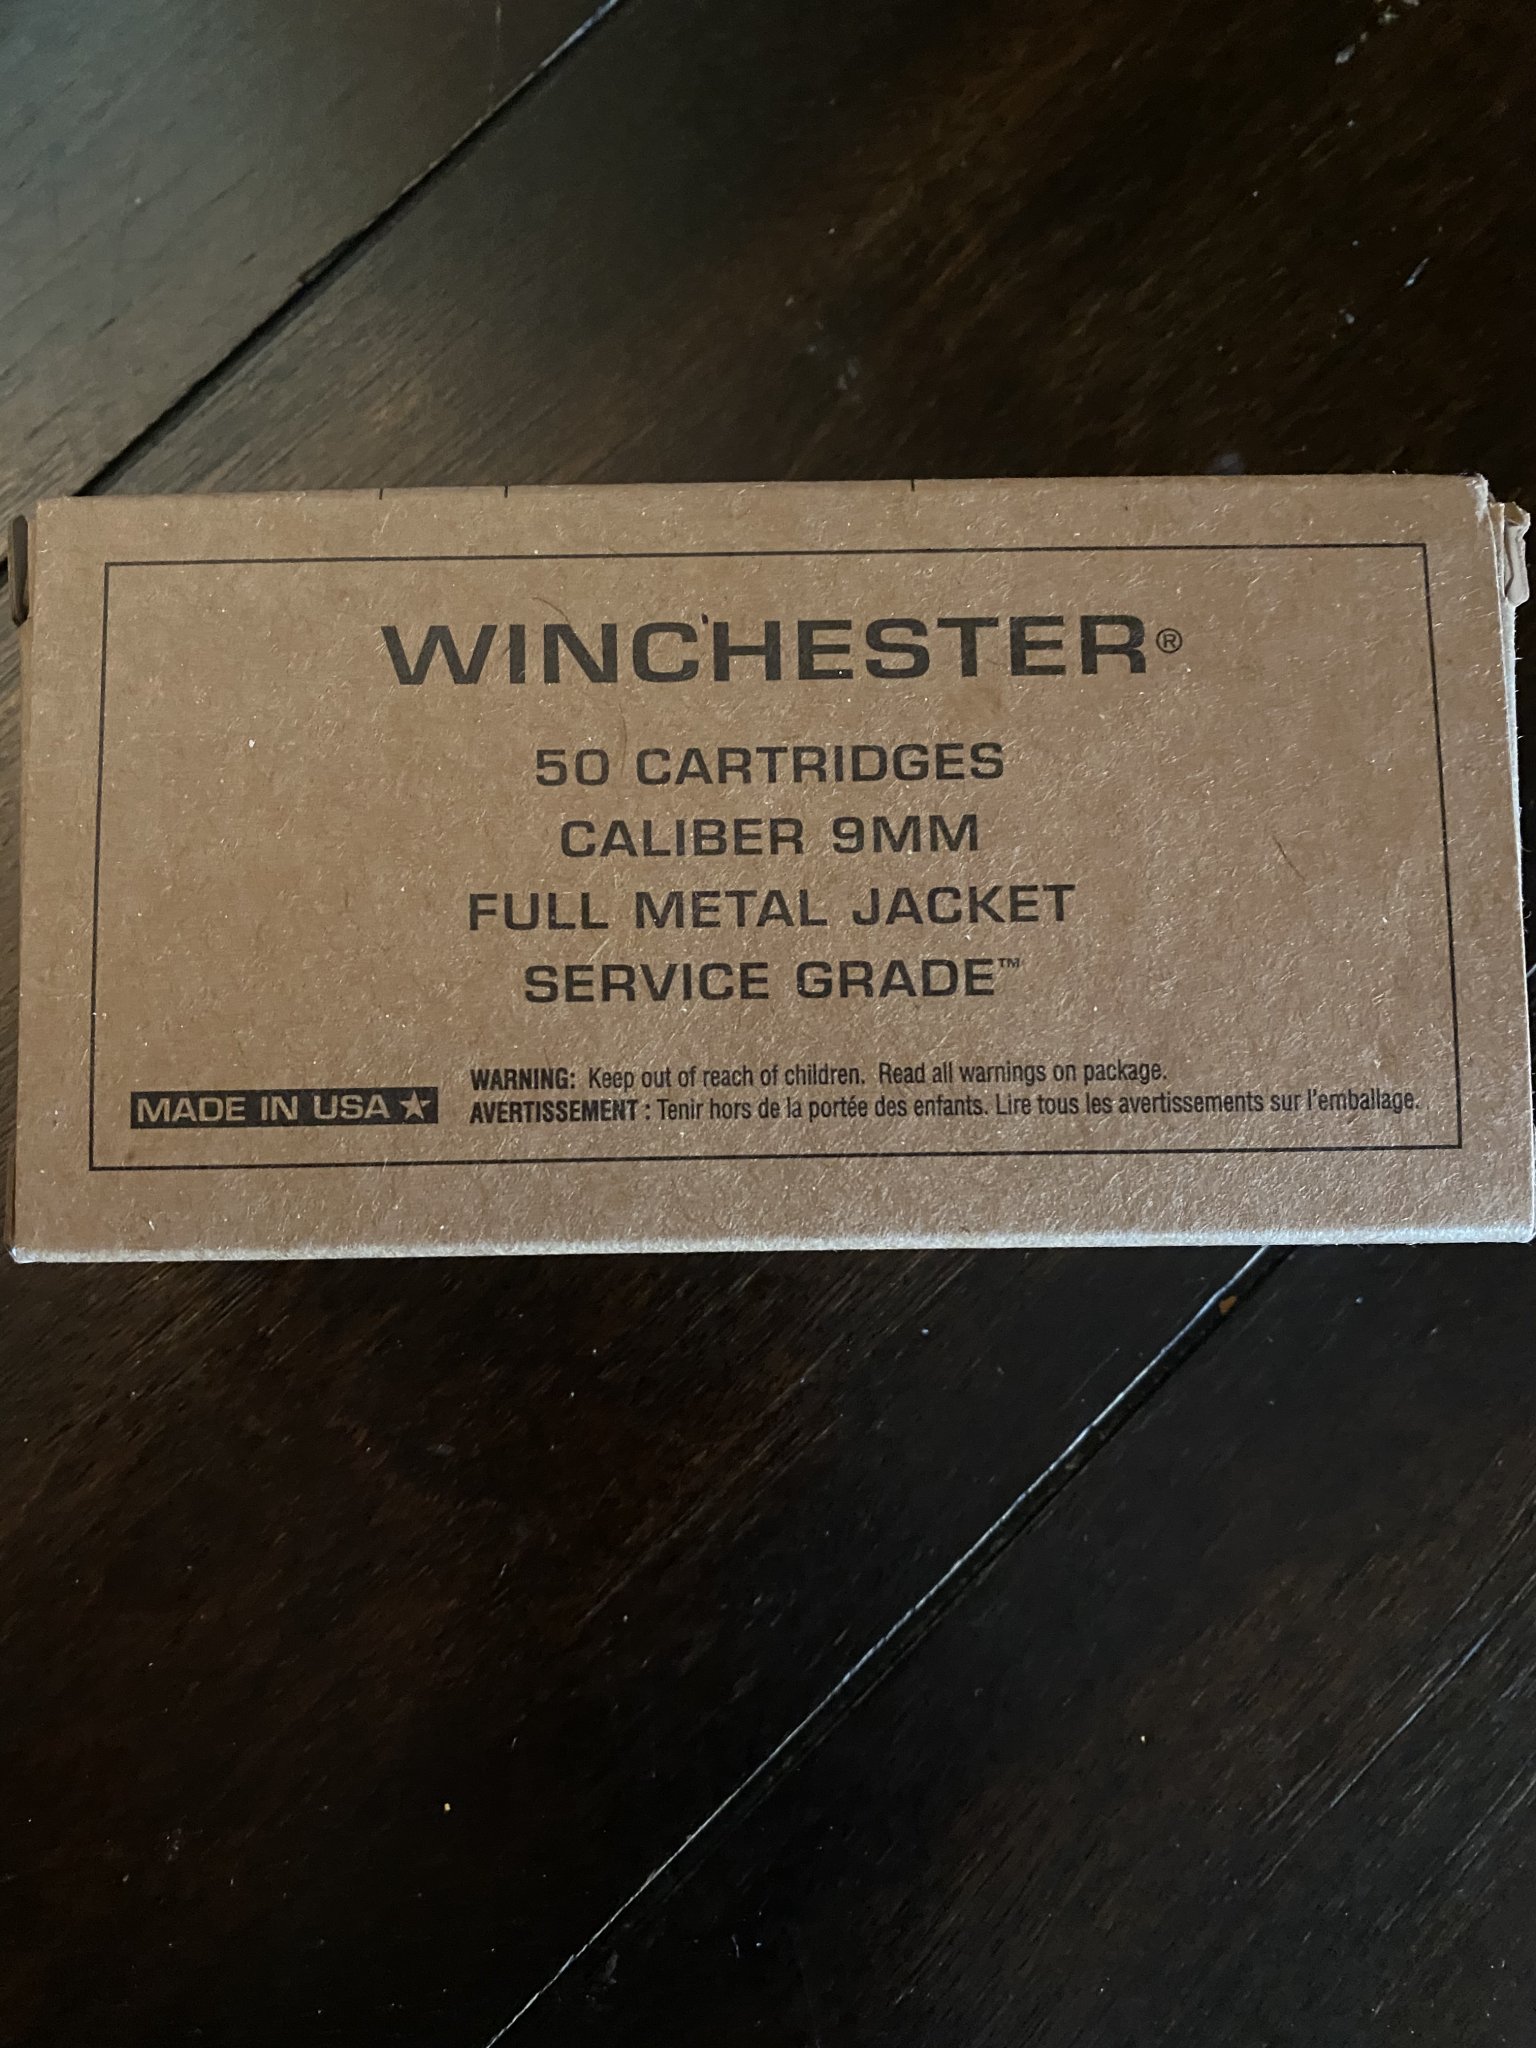 WINCHESTER®
50 CARTRIDGES
CALIBER 9MM
FULL METAL JACKET
SERVICE GRADE™
MADE IN USA ★
WARNING: Keep out of reach of children. Read all warnings on package.
AVERTISSEMENT : Tenir hors de la portée des enfants. Lire tous les avertissements sur l'emballage.